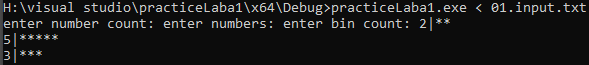 H:\visual studio\practiceLaba1\x64\Debug>practiceLaba1.exe < 01.input.txt
enter number count: enter numbers: enter bin count: 2|**
5|*****
3|***